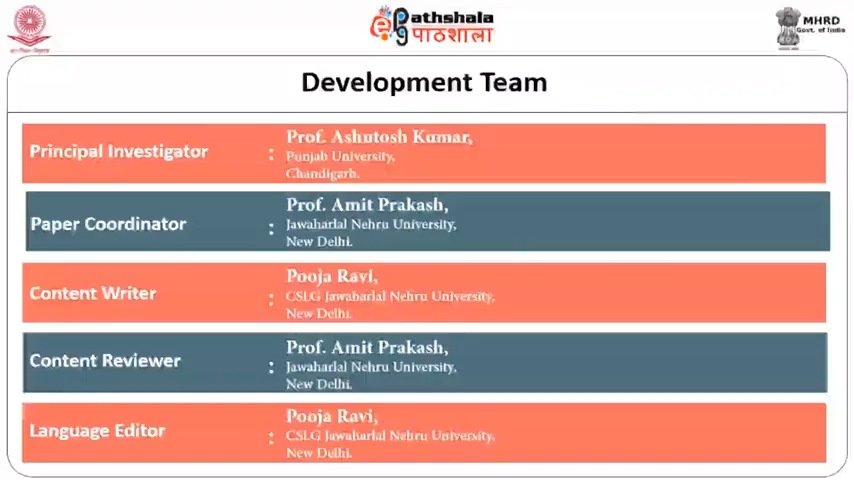 Pathshala
पाठशाला
MHRD
Govt. of India
Development Team
Principal Investigator : Prof. Ashutosh Kumar,
Punjab University,
Chandigarh.
Paper Coordinator : Prof. Amit Prakash,
Jawaharlal Nehru University,
New Delhi.
Content Writer : Pooja Ravi,
CSLG Jawaharlal Nehru University,
New Delhi.
Content Reviewer : Prof. Amit Prakash,
Jawaharlal Nehru University,
New Delhi.
Language Editor : Pooja Ravi,
CSLG Jawaharlal Nehru University,
New Delhi.